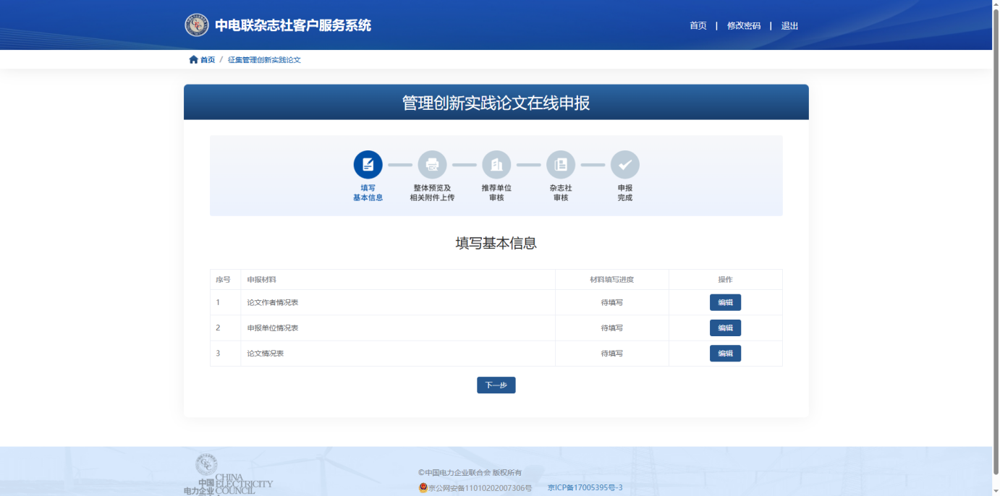 中电联杂志社客户服务系统
首页 | 修改密码 | 退出
首页 / 征集管理创新实践论文
管理创新实践论文在线申报
填写
基本信息
整体预览及
相关附件上传
推荐单位
审核
杂志社
审核
申报
完成
填写基本信息
序号 申报材料 材料填写进度 操作
1 论文作者情况表 待填写 编辑
2 申报单位情况表 待填写 编辑
3 论文情况表 待填写 编辑
下一步
中国
电力企业
CHINA
ELECTRICITY
COUNCIL
©中国电力企业联合会 版权所有
京公网安备11010202007306号 京ICP备17005395号-3